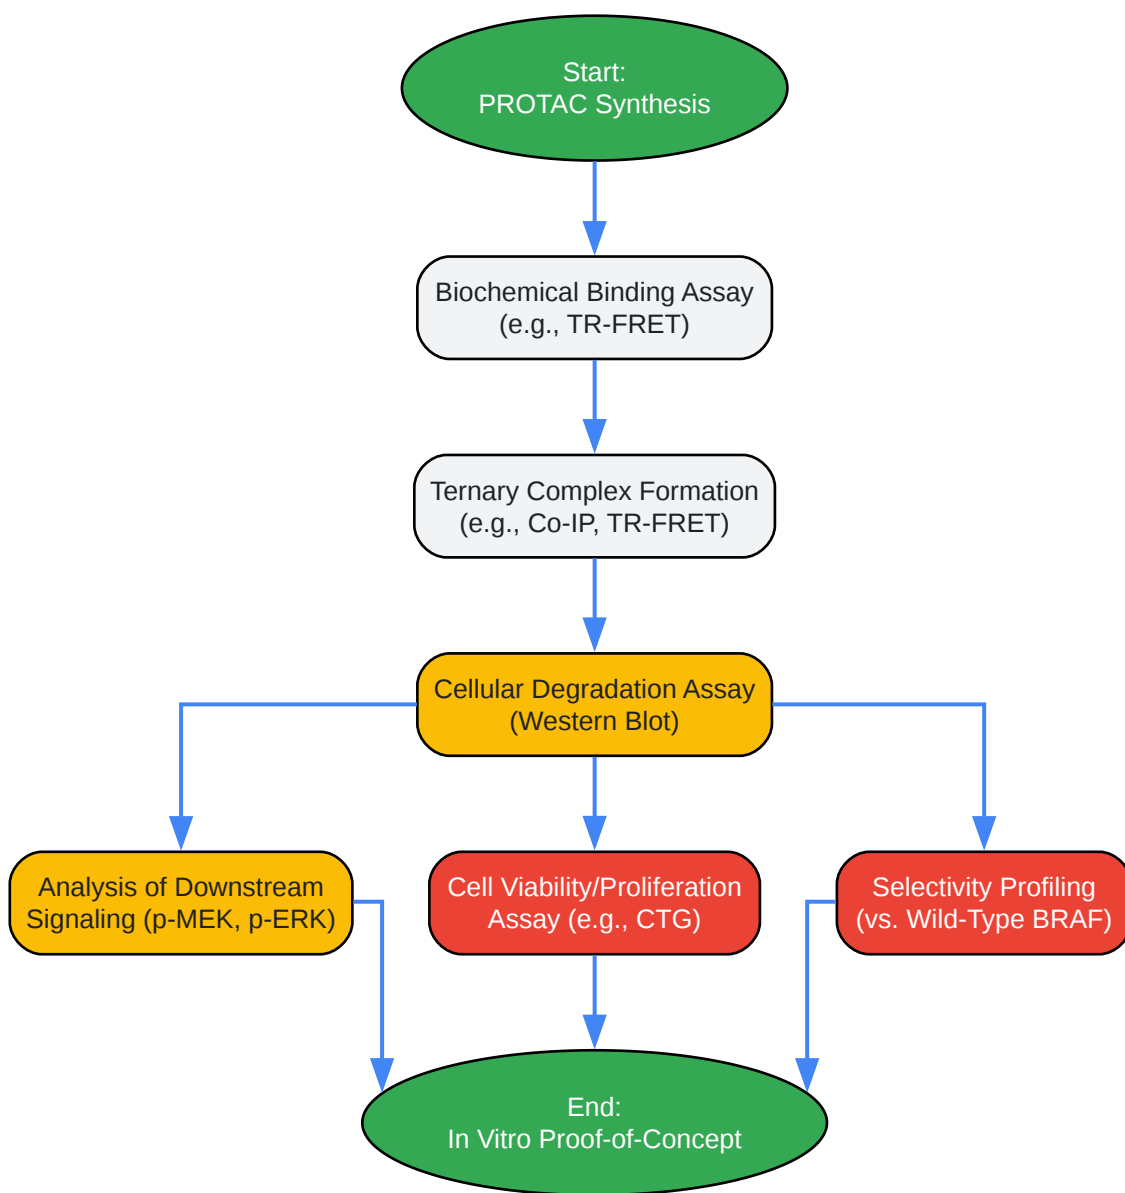 Start:
PROTAC Synthesis
Biochemical Binding Assay
(e.g., TR-FRET)
Ternary Complex Formation
(e.g., Co-IP, TR-FRET)
Cellular Degradation Assay
(Western Blot)
Analysis of Downstream
Signaling (p-MEK, p-ERK)
Cell Viability/Proliferation
Assay (e.g., CTG)
Selectivity Profiling
(vs. Wild-Type BRAF)
End:
In Vitro Proof-of-Concept